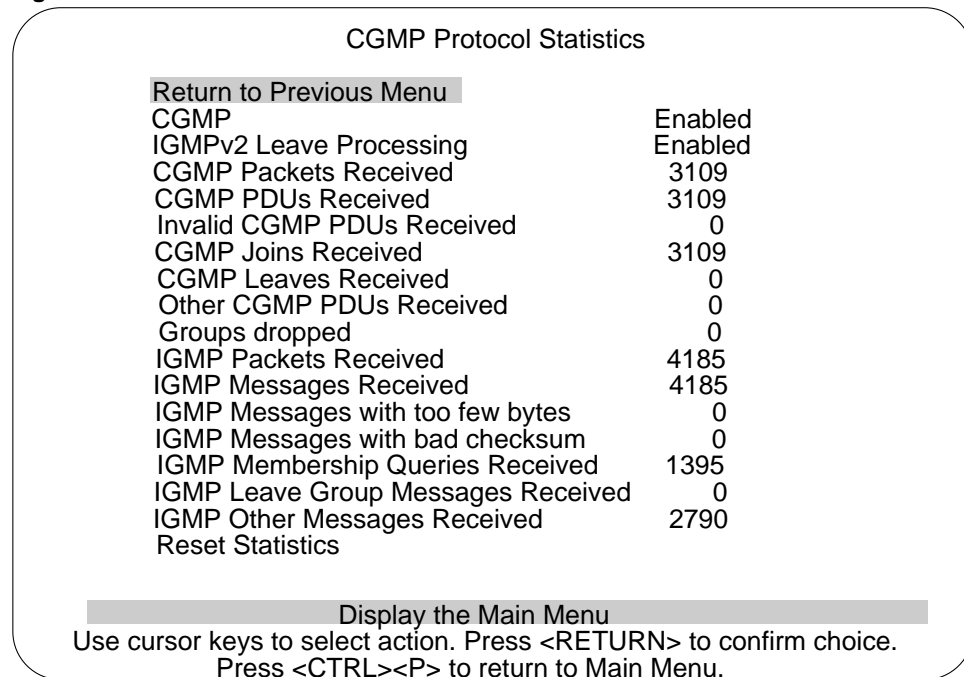 CGMP Protocol Statistics
Return to Previous Menu
CGMP Enabled
IGMPv2 Leave Processing Enabled
CGMP Packets Received 3109
CGMP PDUs Received 3109
Invalid CGMP PDUs Received 0
CGMP Joins Received 3109
CGMP Leaves Received 0
Other CGMP PDUs Received 0
Groups dropped 0
IGMP Packets Received 4185
IGMP Messages Received 4185
IGMP Messages with too few bytes 0
IGMP Messages with bad checksum 0
IGMP Membership Queries Received 1395
IGMP Leave Group Messages Received 0
IGMP Other Messages Received 2790
Reset Statistics
Display the Main Menu
Use cursor keys to select action. Press <RETURN> to confirm choice.
Press <CTRL><P> to return to Main Menu.